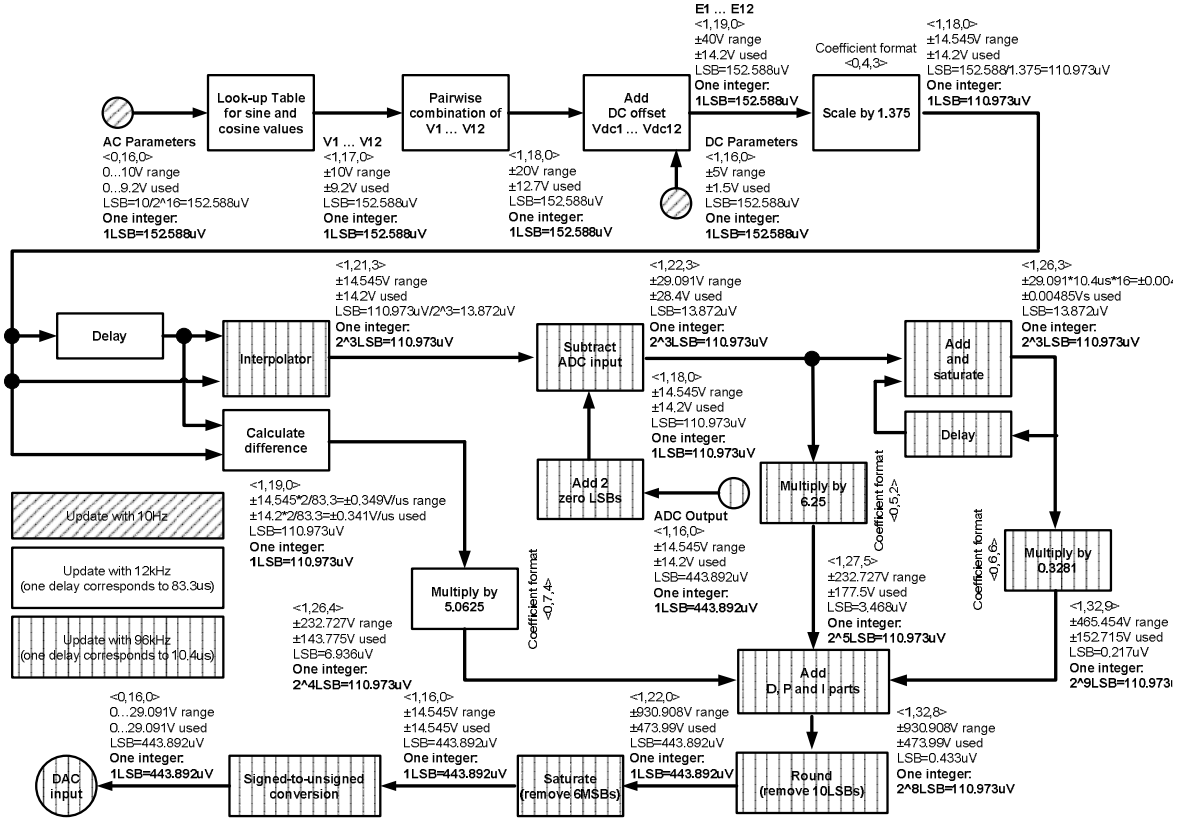 E1 ... E12
<1,19,0>
±40V range
±14.2V used
LSB=152.588uV
One integer:
1LSB=152.588uV
Coefficient format
<0,4,3>
<1,18,0>
±14.545V range
±14.2V used
LSB=152.588/1.375=110.973uV
One integer:
1LSB=110.973uV
Look-up Table
for sine and
cosine values
Pairwise
combination of
V1 ... V12
Add
DC offset
Vdc1 ... Vdc12
Scale by 1.375
AC Parameters
<0,16,0>
0...10V range
0...9.2V used
LSB=10/2^16=152.588uV
One integer:
1LSB=152.588uV
V1 ... V12
<1,17,0>
±10V range
±9.2V used
LSB=152.588uV
One integer:
1LSB=152.588uV
<1,18,0>
±20V range
±12.7V used
LSB=152.588uV
One integer:
1LSB=152.588uV
DC Parameters
<1,16,0>
±5V range
±1.5V used
LSB=152.588uV
One integer:
1LSB=152.588uV
<1,21,3>
±14.545V range
±14.2V used
LSB=110.973uV/2^3=13.872uV
One integer:
2^3LSB=110.973uV
<1,22,3>
±29.091V range
±28.4V used
LSB=13.872uV
One integer:
2^3LSB=110.973uV
<1,26,3>
±29.091*10.4us*16=±0.00
±0.00485Vs used
LSB=13.872uV
One integer:
2^3LSB=110.973uV
Delay
Interpolator
Subtract
ADC input
Add
and
saturate
<1,18,0>
±14.545V range
±14.2V used
LSB=110.973uV
One integer:
1LSB=110.973uV
Calculate
difference
Delay
Add 2
zero LSBs
Multiply by
6.25
Coefficient format
<0,5,2>
<1,19,0>
±14.545*2/83,3=±0.349V/us range
±14.2*2/83.3=±0.341V/us used
LSB=110.973uV
One integer:
1LSB=110.973uV
ADC Output
<1,16,0>
±14.545V range
±14.2V used
LSB=443.892uV
One integer:
1LSB=443.892uV
Update with 10Hz
Update with 12kHz
(one delay corresponds to 83.3us)
Update with 96kHz
(one delay corresponds to 10.4us)
Multiply by
5.0625
Coefficient format
<0,7,4>
Coefficient format
<0,6,6>
Multiply by
0.3281
<1,27,5>
±232.727V range
±177.5V used
LSB=3.468uV
One integer:
2^5LSB=110.973uV
<1,26,4>
±232.727V range
±143.775V used
LSB=6.936uV
One integer:
2^4LSB=110.973uV
<1,32,9>
±465.454V range
±152.715V used
LSB=0.217uV
One integer:
2^9LSB=110.973u
Add
D, P and I parts
<0,16,0>
0...29.091V range
0...29.091V used
LSB=443.892uV
One integer:
1LSB=443.892uV
<1,16,0>
±14.545V range
±14.545V used
LSB=443.892uV
One integer:
1LSB=443.892uV
<1,22,0>
±930.908V range
±473.99V used
LSB=443.892uV
One integer:
1LSB=443.892uV
<1,32,8>
±930.908V range
±473.99V used
LSB=0.433uV
One integer:
2^8LSB=110.973uV
DAC
input
Signed-to-unsigned
conversion
Saturate
(remove 6MSBs)
Round
(remove 10LSBs)